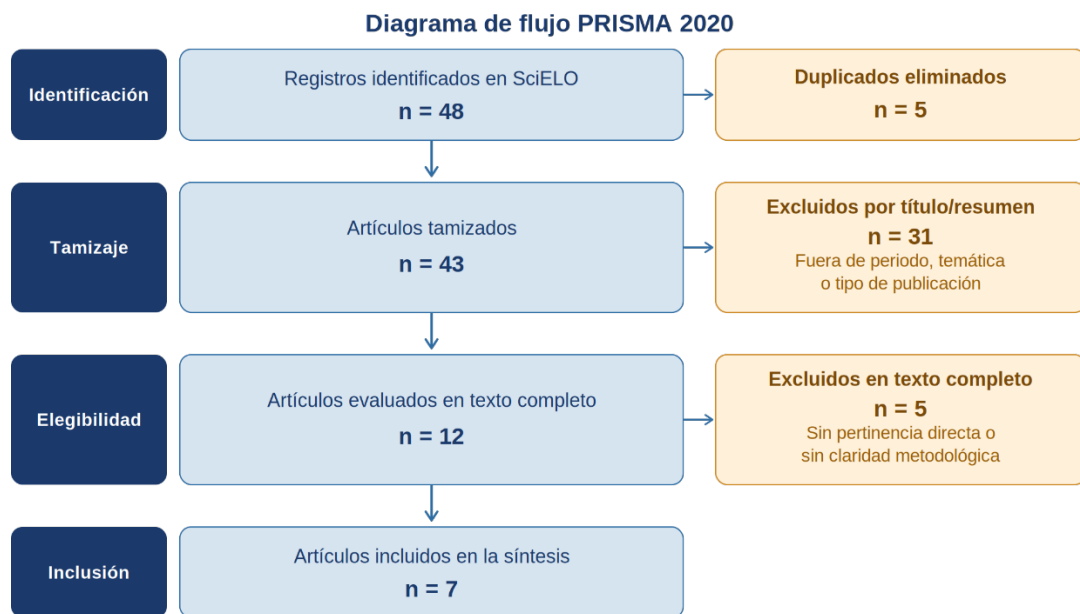 Diagrama de flujo PRISMA 2020
Identificación
Registros identificados en SciELO
n = 48
Duplicados eliminados
n = 5
Tamizaje
Artículos tamizados
n = 43
Excluidos por título/resumen
n = 31
Fuera de periodo, temática
o tipo de publicación
Elegibilidad
Artículos evaluados en texto completo
n = 12
Excluidos en texto completo
n = 5
Sin pertinencia directa o
sin claridad metodológica
Inclusión
Artículos incluidos en la síntesis
n = 7